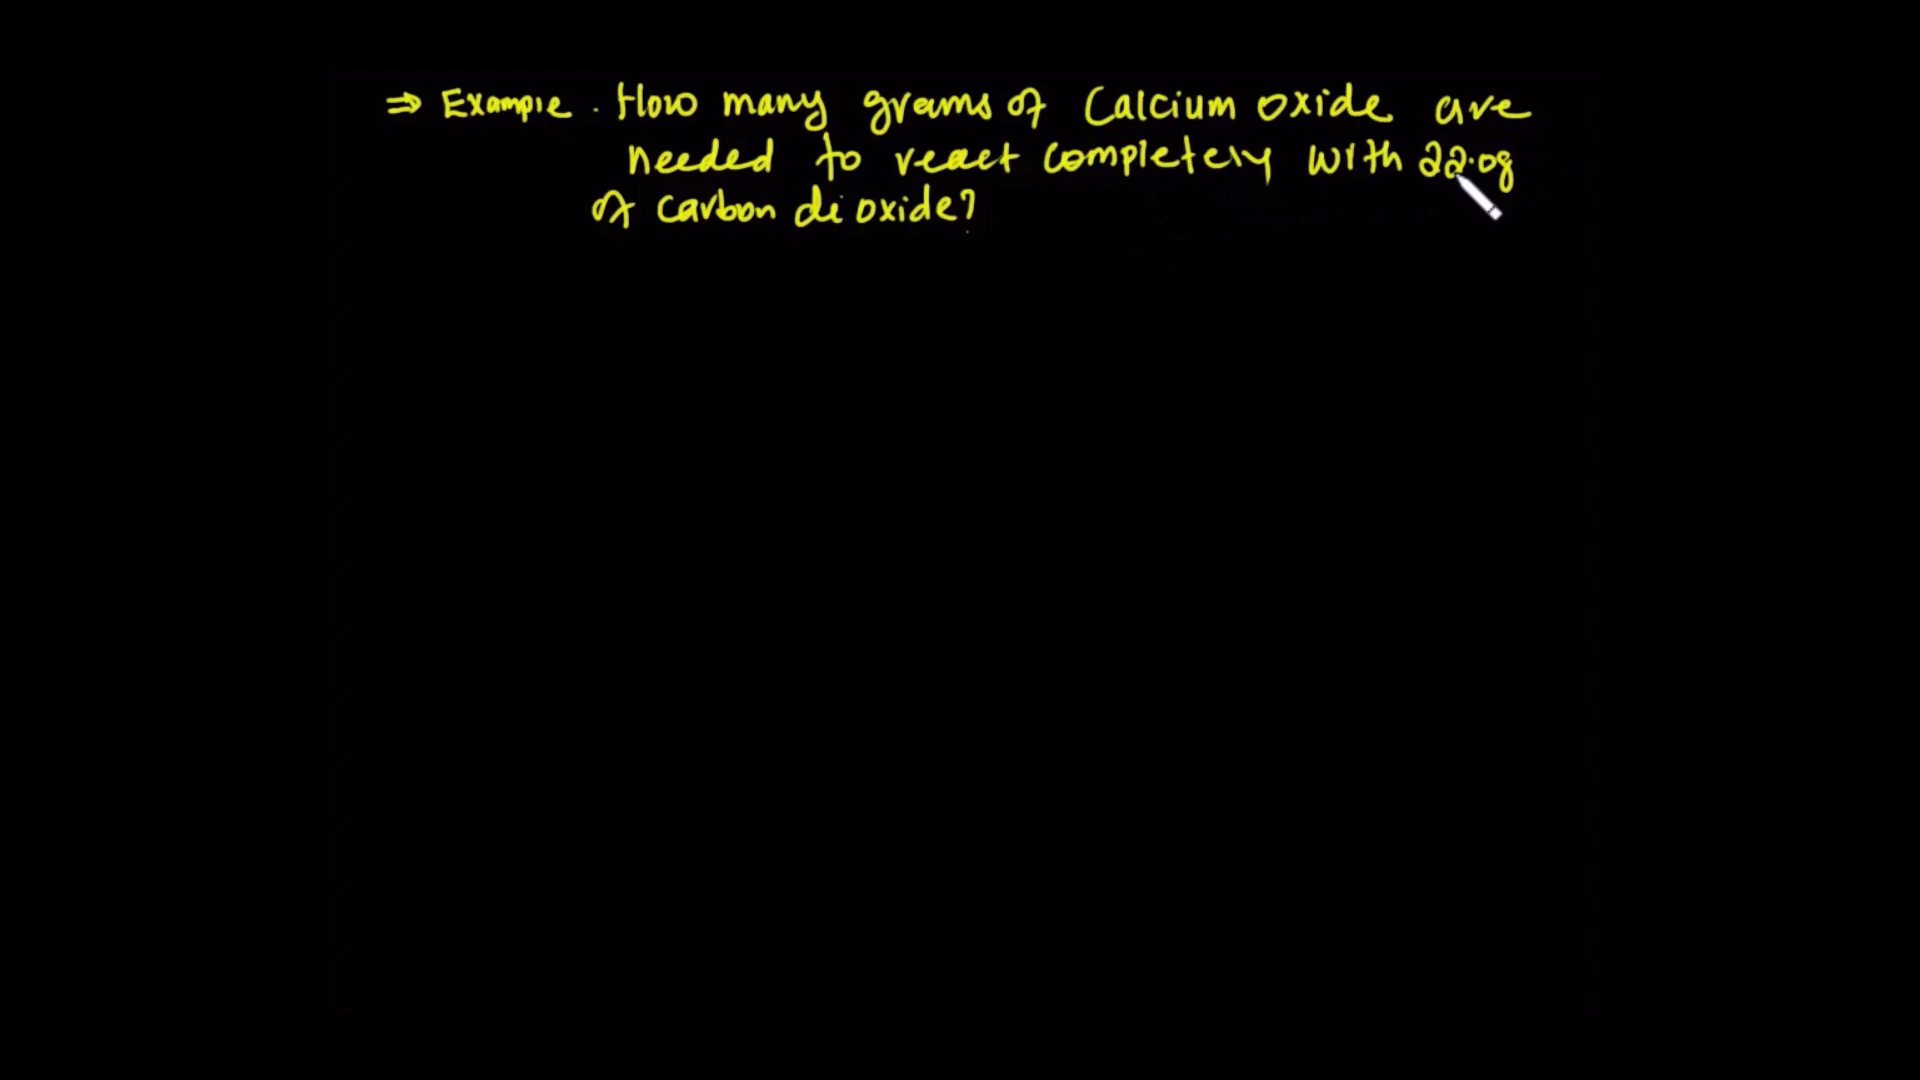 ⇒ Example . How many grams of Calcium oxide are
needed to react completely with 22.0g
of carbon dioxide?